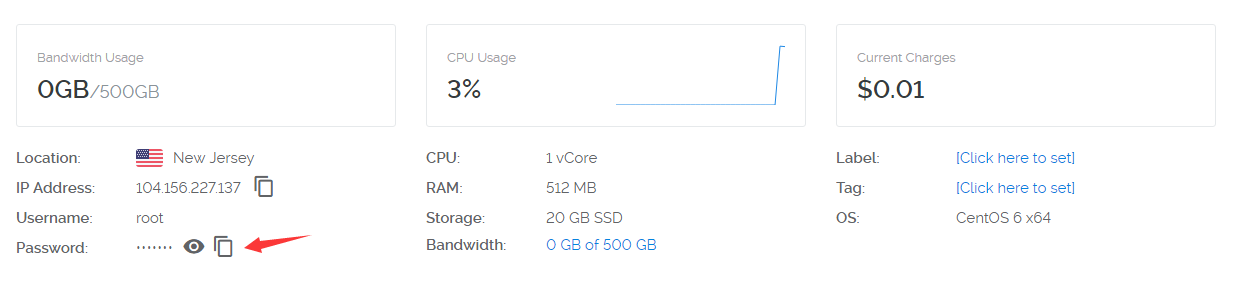 Bandwidth Usage
0GB/500GB
CPU Usage
3%
Current Charges
$0.01
Location: New Jersey
IP Address: 104.156.227.137
Username: root
Password: ·······
CPU: 1 vCore
RAM: 512 MB
Storage: 20 GB SSD
Bandwidth: 0 GB of 500 GB
Label: [Click here to set]
Tag: [Click here to set]
OS: CentOS 6 x64